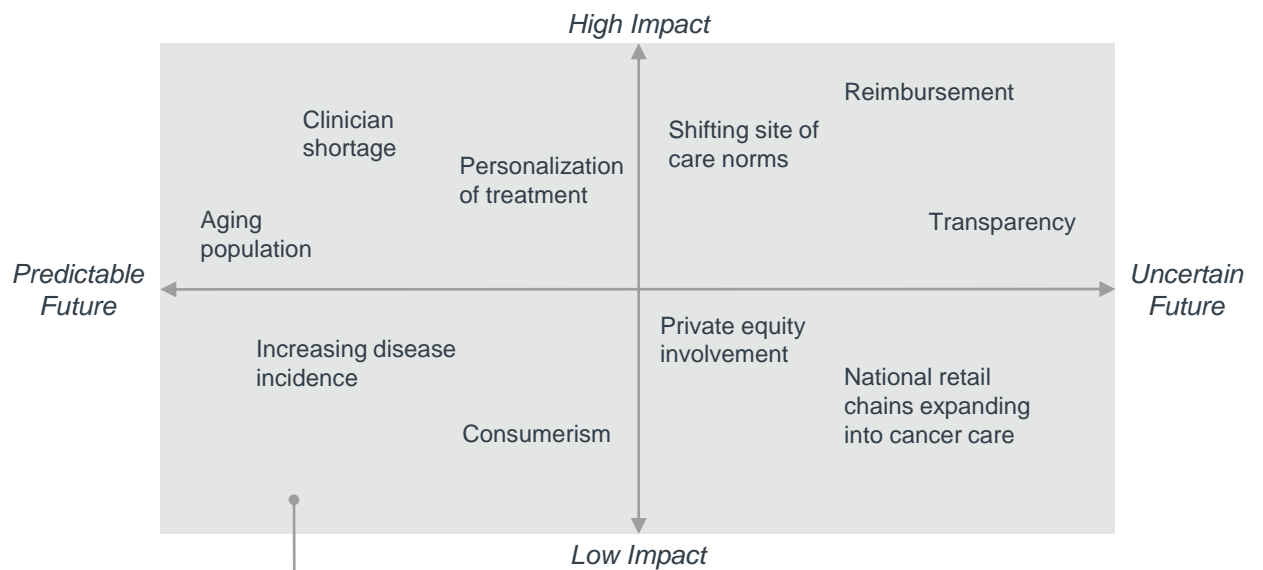 High Impact
Reimbursement
Clinician
shortage
Shifting site of
care norms
Personalization
of treatment
Aging
population
Transparency
Predictable
Future
Uncertain
Future
Private equity
involvement
Increasing disease
incidence
National retail
chains expanding
into cancer care
Consumerism
Low Impact